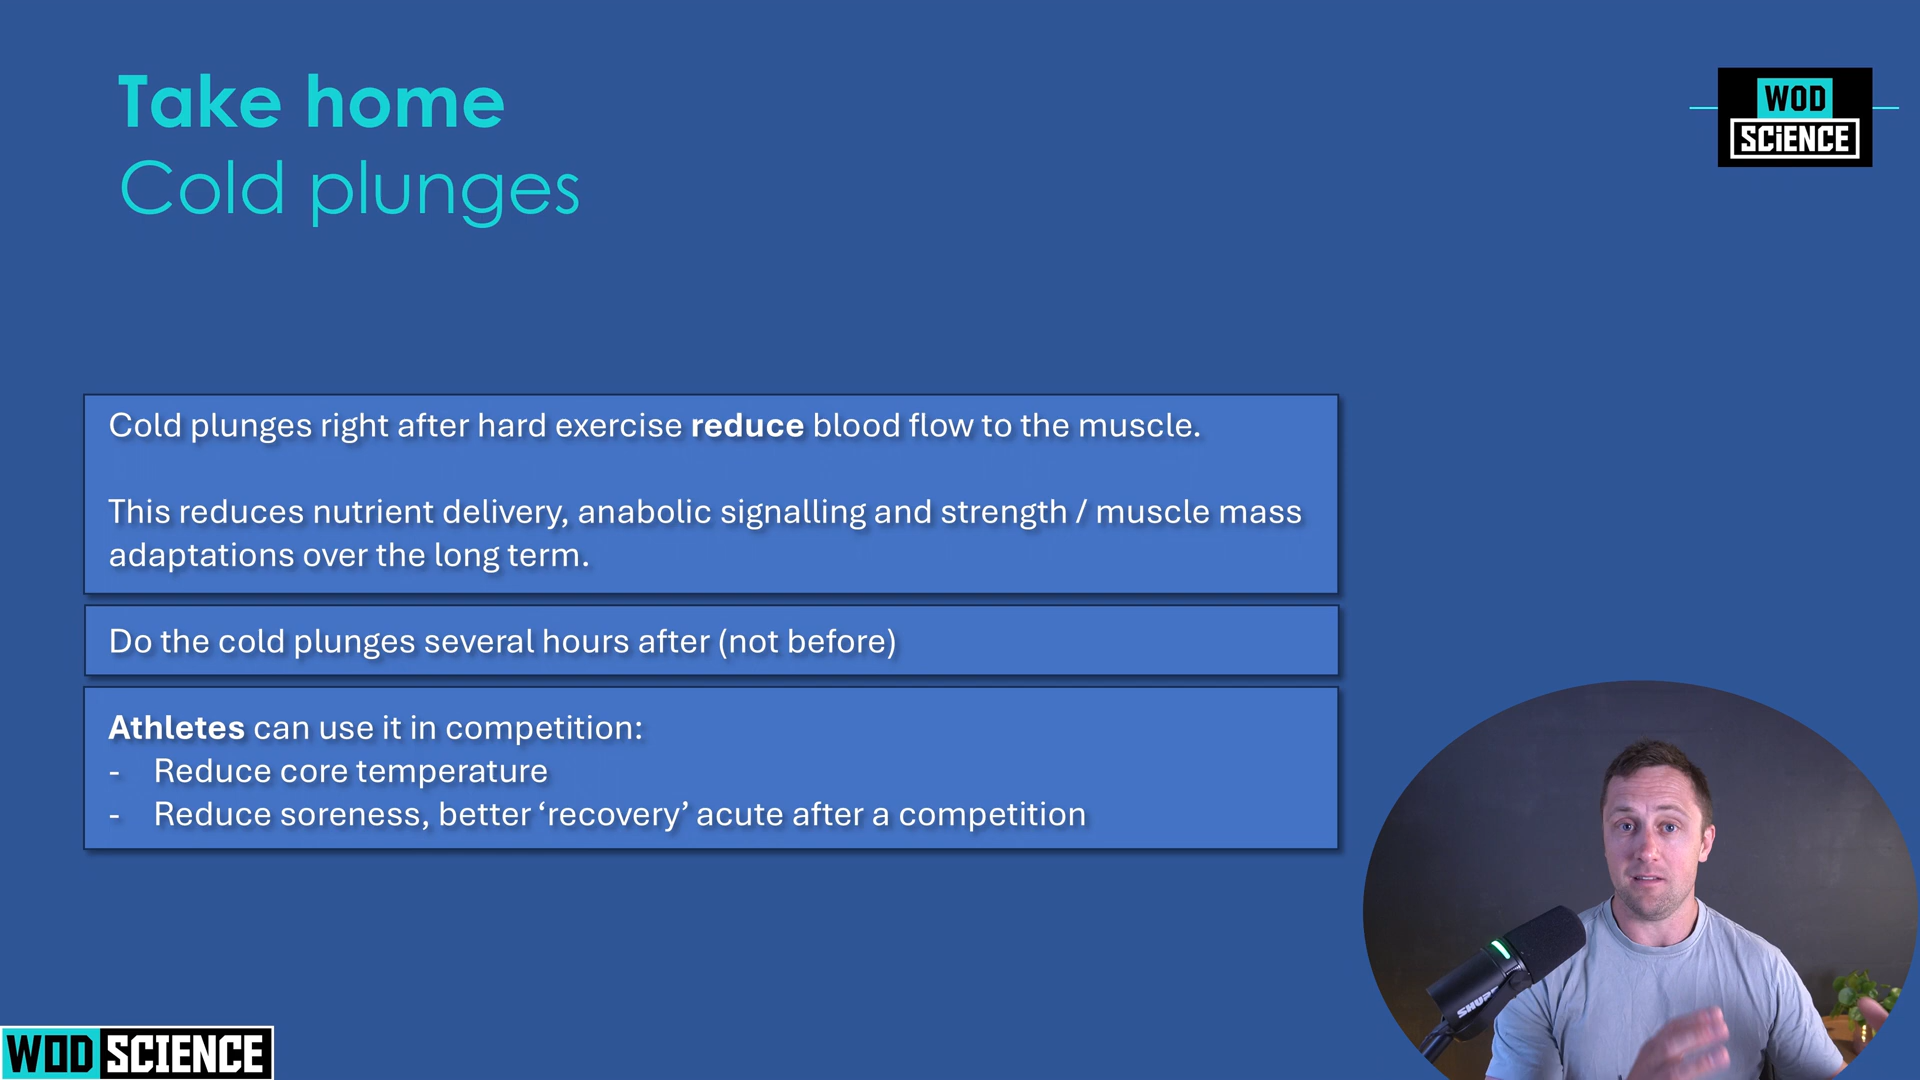 Take home
Cold plunges
WOD
SCiENCE
Cold plunges right after hard exercise reduce blood flow to the muscle.
This reduces nutrient delivery, anabolic signalling and strength / muscle mass
adaptations over the long term.
Do the cold plunges several hours after (not before)
Athletes can use it in competition:
- Reduce core temperature
- Reduce soreness, better ‘recovery’ acute after a competition
SHURE
WOD SCIENCE